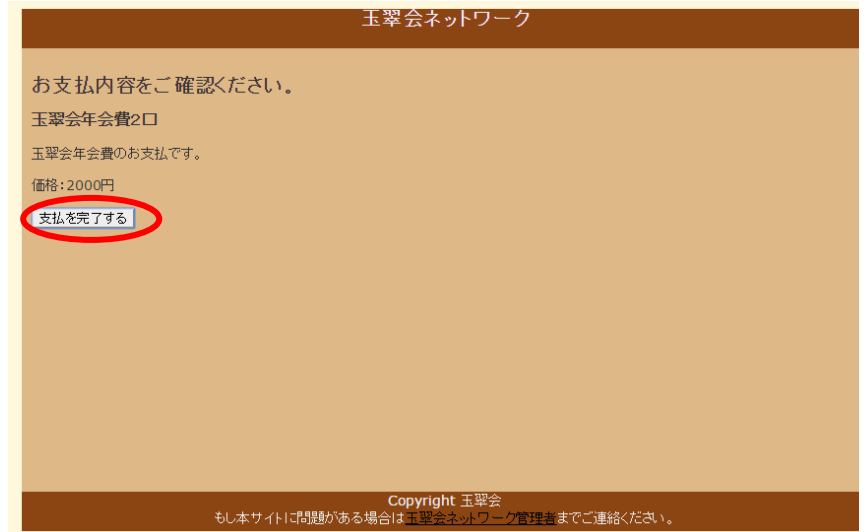 玉翠会ネットワーク
お支払内容をご確認ください。
玉翠会年会費2口
玉翠会年会費のお支払です。
価格:2000円
支払を完了する
Copyright 玉翠会
もし本サイトに問題がある場合は玉翠会ネットワーク管理者までご連絡ください。